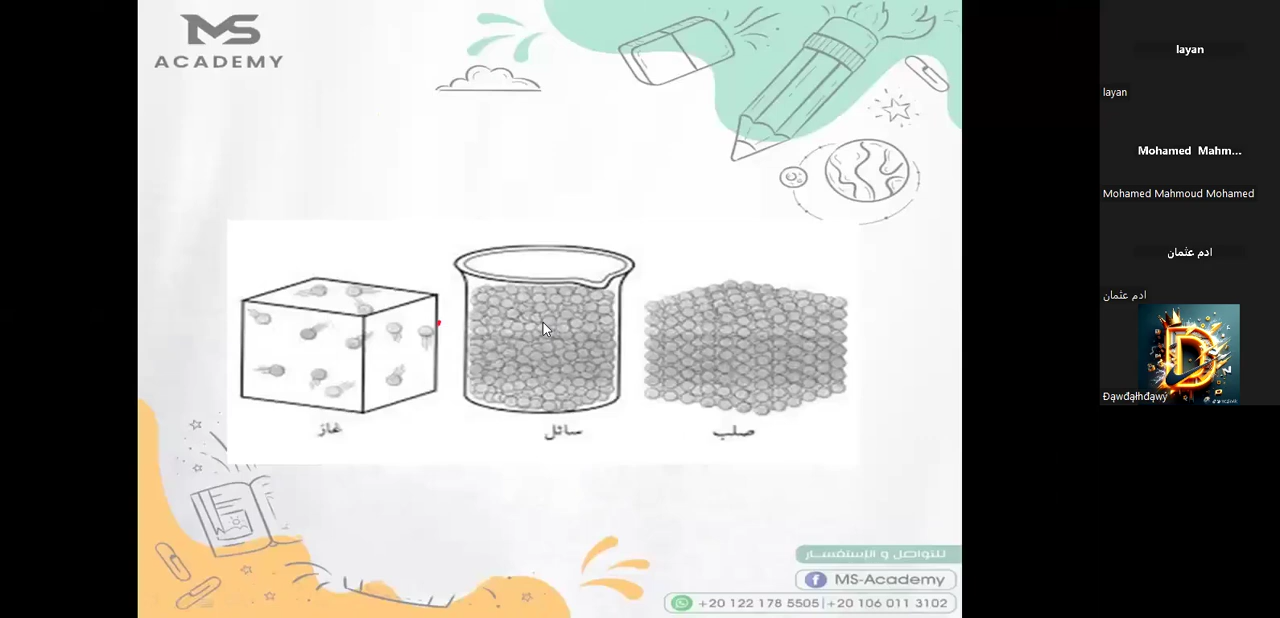 MS
ACADEMY
غاز
سائل
صلب
للتواصل و الإستفسار
MS-Academy
+20 122 178 5505 | +20 106 011 3102
layan
layan
Mohamed Mahm...
Mohamed Mahmoud Mohamed
ادم عثمان
ادم عثمان
D
Đąwđąłhđąwý